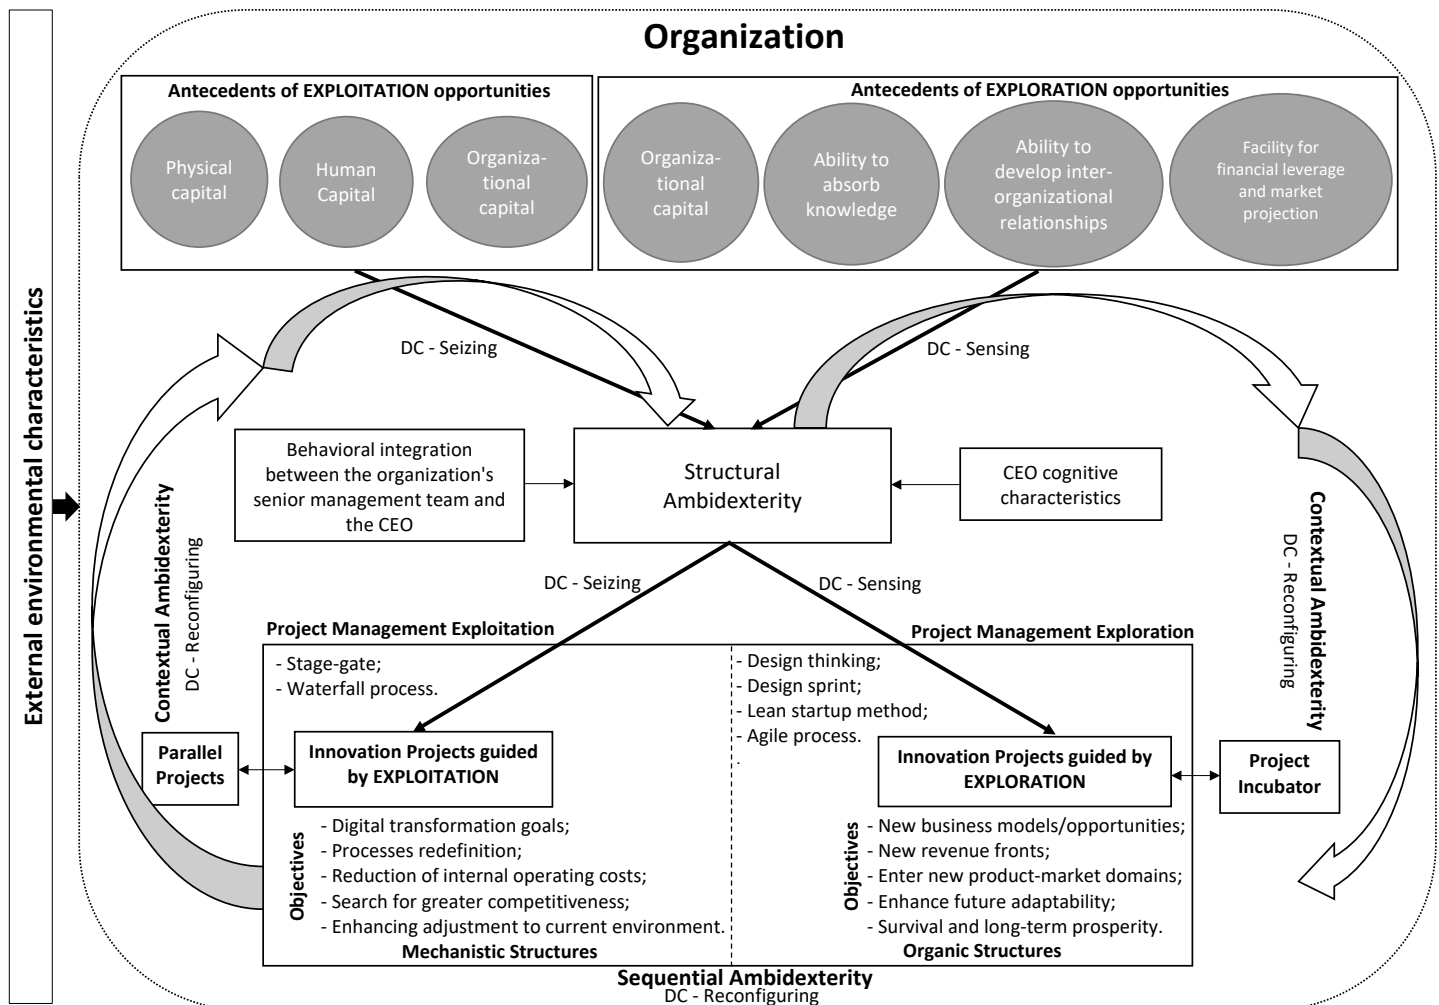 Organization
External environmental characteristics
Antecedents of EXPLOITATION opportunities
Physical
capital
Human
Capital
Organiza-
tional
capital
Antecedents of EXPLORATION opportunities
Organiza-
tional
capital
Ability to
absorb
knowledge
Ability to
develop inter-
organizational
relationships
Facility for
financial leverage
and market
projection
DC - Seizing
DC - Sensing
Behavioral integration
between the organization's
senior management team and
the CEO
Structural
Ambidexterity
CEO cognitive
characteristics
Contextual Ambidexterity
DC - Reconfiguring
Contextual Ambidexterity
DC - Reconfiguring
DC - Seizing
DC - Sensing
Project Management Exploitation
Project Management Exploration
- Stage-gate;
- Waterfall process.
- Design thinking;
- Design sprint;
- Lean startup method;
- Agile process.
.
Parallel
Projects
Innovation Projects guided
by EXPLOITATION
Innovation Projects guided by
EXPLORATION
Project
Incubator
Objectives
- Digital transformation goals;
- Processes redefinition;
- Reduction of internal operating costs;
- Search for greater competitiveness;
- Enhancing adjustment to current environment.
Mechanistic Structures
Objectives
- New business models/opportunities;
- New revenue fronts;
- Enter new product-market domains;
- Enhance future adaptability;
- Survival and long-term prosperity.
Organic Structures
Sequential Ambidexterity
DC - Reconfiguring